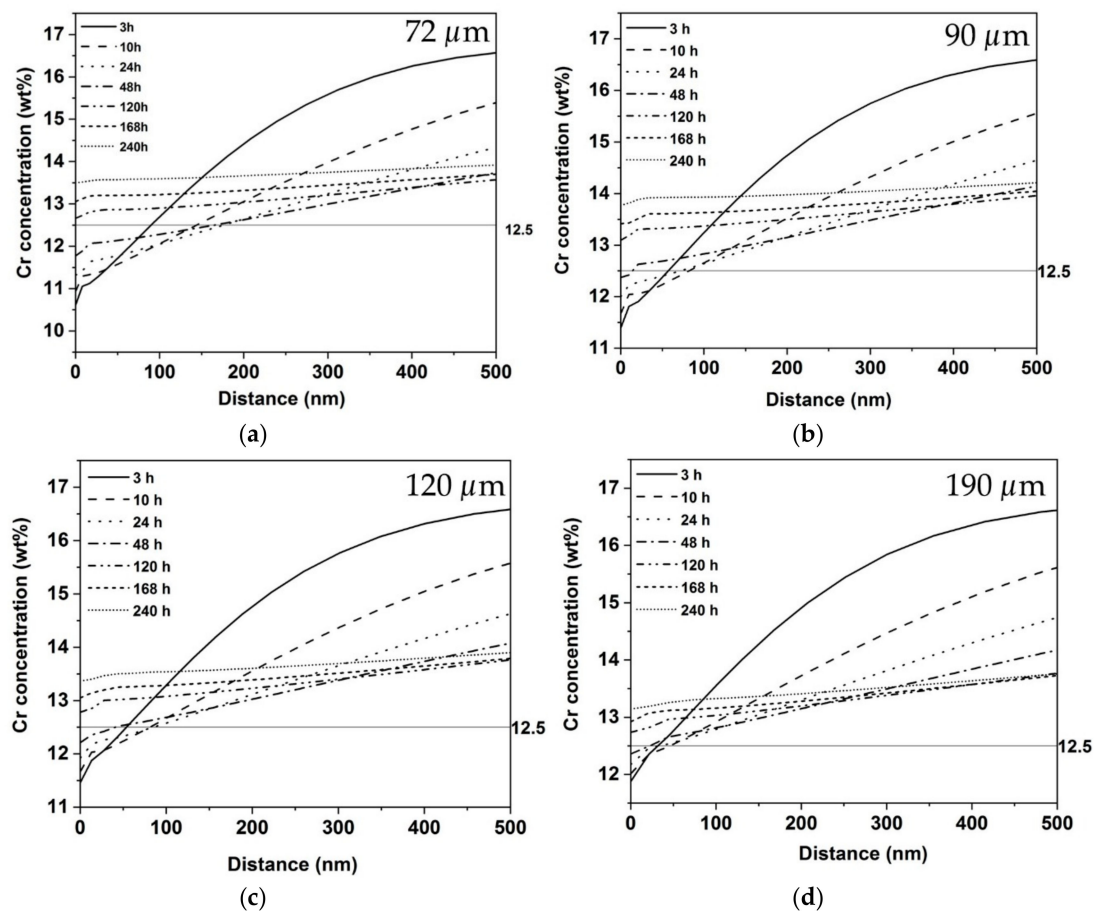 72 μm
3h
10h
24h
48h
120h
168h
240h
Cr concentration (wt%)
17
16
15
14
13
12
11
10
12.5
0 100 200 300 400 500
Distance (nm)
(a)
90 μm
3 h
10 h
24 h
48 h
120 h
168 h
240 h
Cr concentration (wt%)
17
16
15
14
13
12
11
12.5
0 100 200 300 400 500
Distance (nm)
(b)
120 μm
3 h
10 h
24 h
48 h
120 h
168 h
240 h
Cr concentration (wt%)
17
16
15
14
13
12
11
12.5
0 100 200 300 400 500
Distance (nm)
(c)
190 μm
3 h
10 h
24 h
48 h
120 h
168 h
240 h
Cr concentration (wt%)
17
16
15
14
13
12
12.5
0 100 200 300 400 500
Distance (nm)
(d)